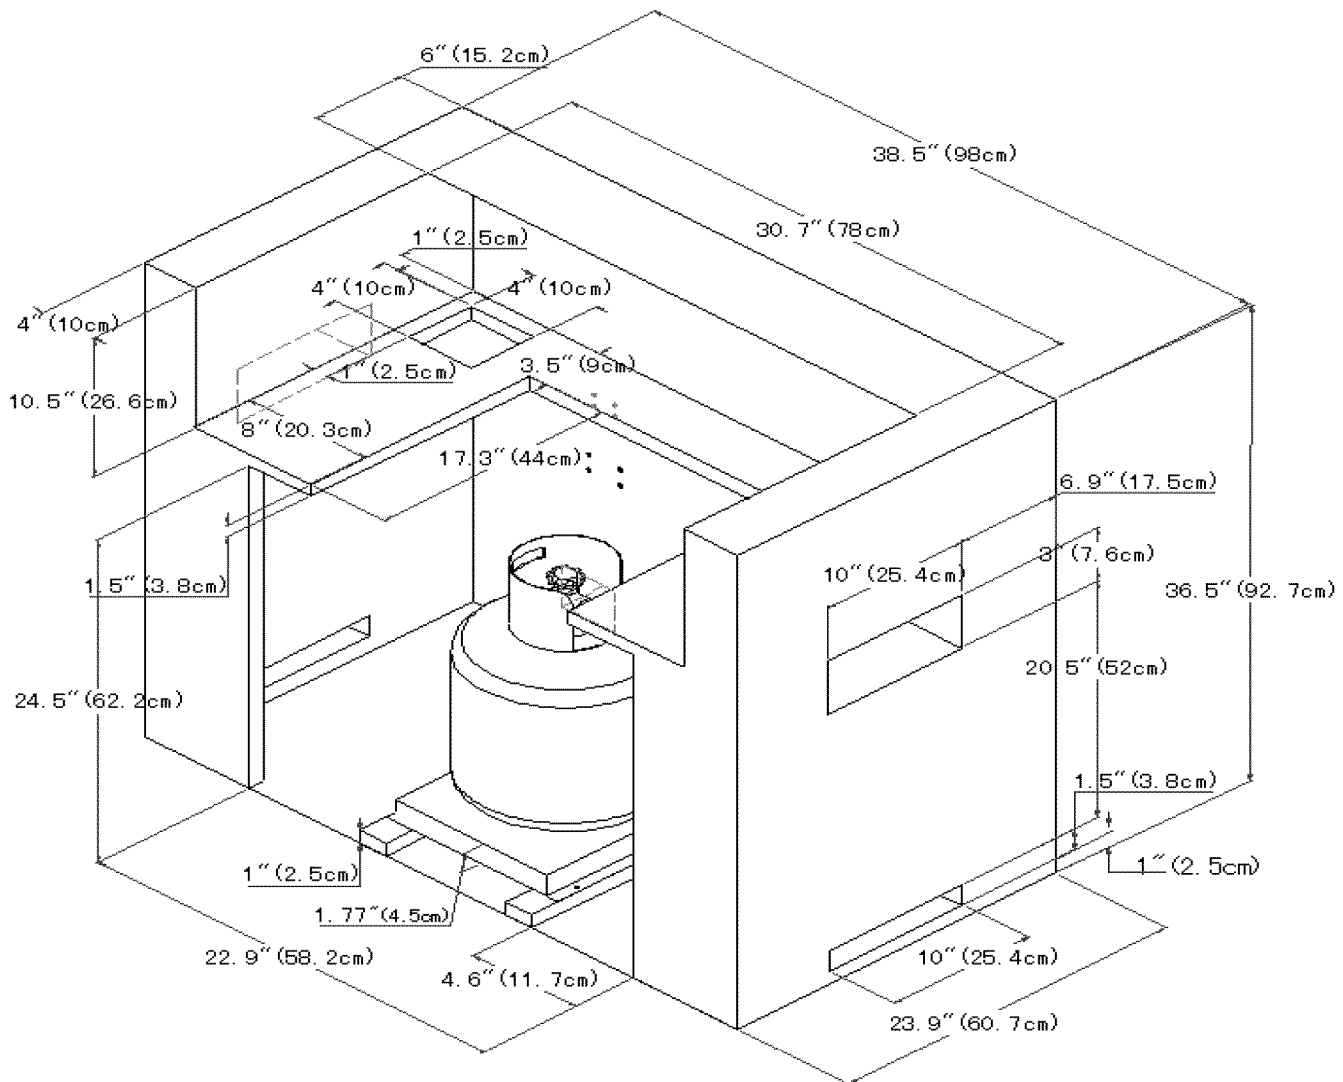 6″(15.2cm)
38.5″(98cm)
30.7″(78cm)
1″(2.5cm)
4″(10cm)
4″(10cm)
4″(10cm)
1″(2.5cm)
3.5″(9cm)
10.5″(26.6cm)
8″(20.3cm)
17.3″(44cm)
6.9″(17.5cm)
3″(7.6cm)
10″(25.4cm)
1.5″(3.8cm)
36.5″(92.7cm)
20.5″(52cm)
24.5″(62.2cm)
1.5″(3.8cm)
1″(2.5cm)
1″(2.5cm)
1.77″(4.5cm)
22.9″(58.2cm)
10″(25.4cm)
4.6″(11.7cm)
23.9″(60.7cm)